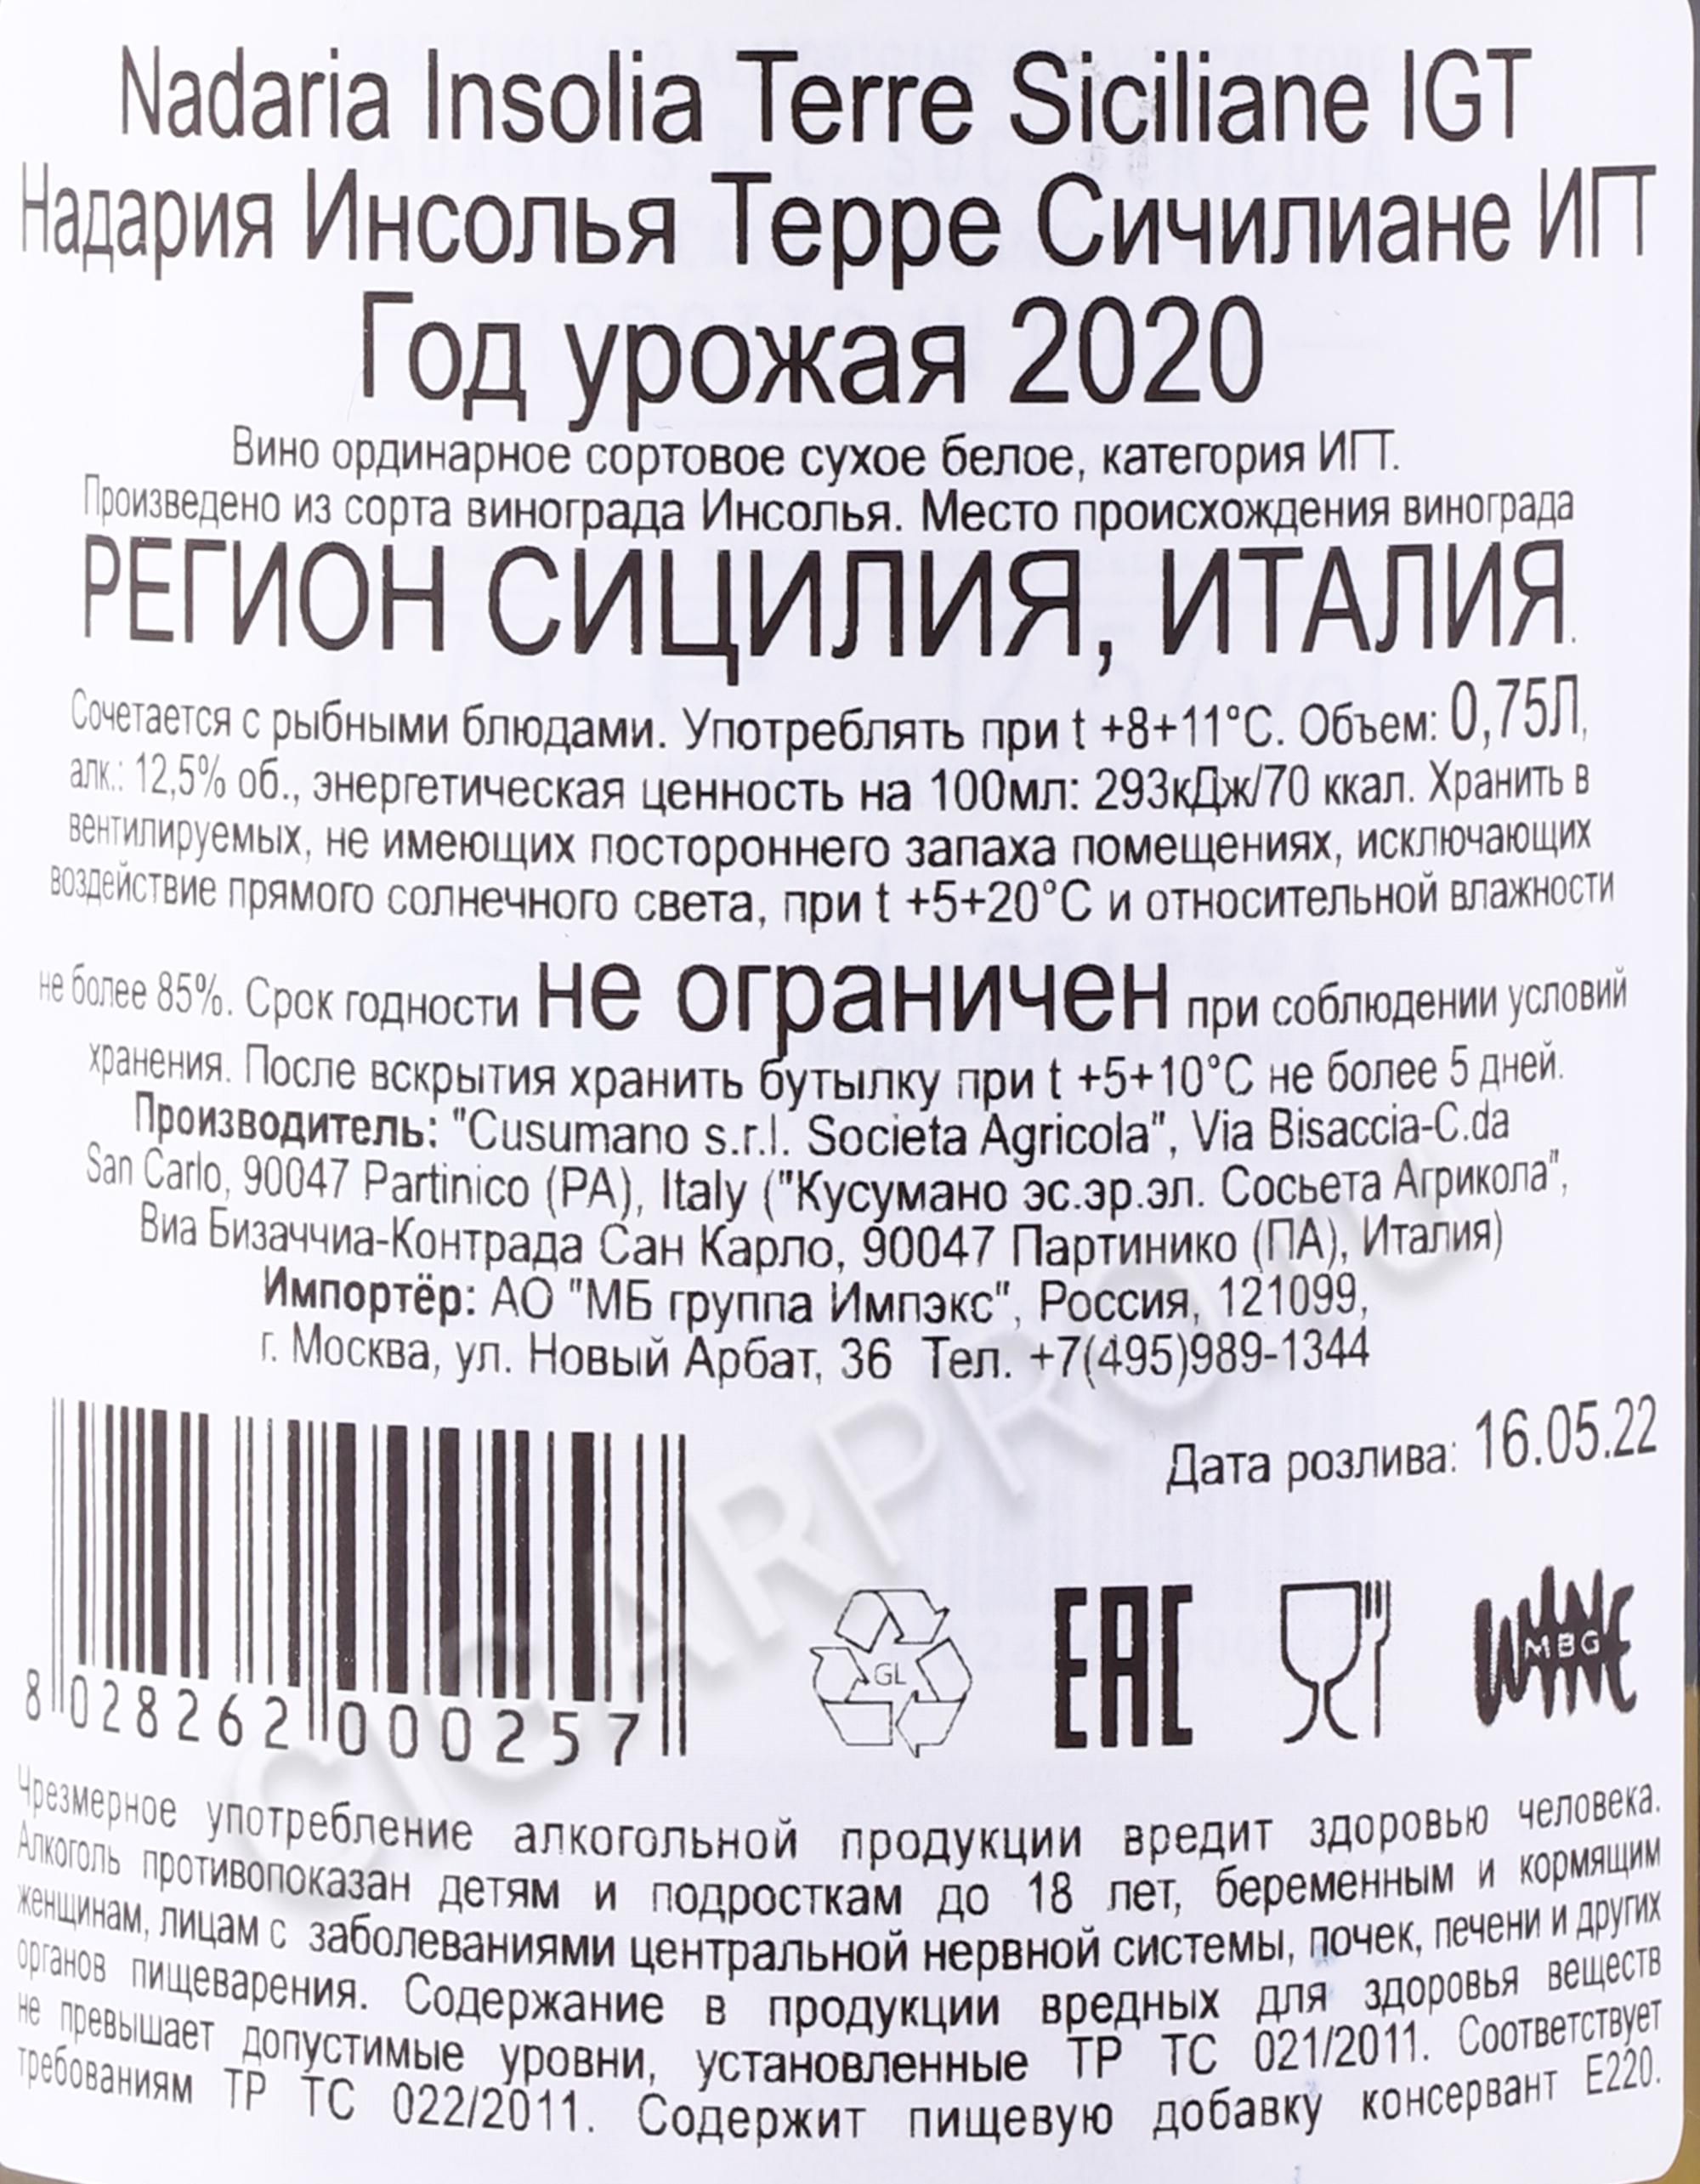 Nadaria Insolia Terre Siciliane IGT
Надария Инсолья Терре Сичилиане ИГТ
Год урожая 2020
Вино ординарное сортовое сухое белое, категория ИГТ.
Произведено из сорта винограда Инсолья. Место происхождения винограда
РЕГИОН СИЦИЛИЯ, ИТАЛИЯ.
Сочетается с рыбными блюдами. Употреблять при t +8+11°C. Объем: 0,75Л,
алк.: 12,5% об., энергетическая ценность на 100мл: 293кДж/70 ккал. Хранить в
вентилируемых, не имеющих постороннего запаха помещениях, исключающих
воздействие прямого солнечного света, при t +5+20°C и относительной влажности
не более 85%. Срок годности не ограничен при соблюдении условий
хранения. После вскрытия хранить бутылку при t +5+10°C не более 5 дней.
Производитель: "Cusumano s.r.l. Societa Agricola", Via Bisaccia-C.da
San Carlo, 90047 Partinico (PA), Italy ("Кусумано эс.эр.эл. Сосьета Агрикола",
Виа Бизаччиа-Контрада Сан Карло, 90047 Партинико (ПА), Италия)
Импортёр: АО "МБ группа Импэкс", Россия, 121099,
г. Москва, ул. Новый Арбат, 36 Тел. +7(495)989-1344
Дата розлива: 16.05.22
8 028262 000257
GL
EAC
WINE
MBG
CIGARPRO.ru
Чрезмерное употребление алкогольной продукции вредит здоровью человека.
Алкоголь противопоказан детям и подросткам до 18 лет, беременным и кормящим
женщинам, лицам с заболеваниями центральной нервной системы, почек, печени и других
органов пищеварения. Содержание в продукции вредных для здоровья веществ
не превышает допустимые уровни, установленные ТР ТС 021/2011. Соответствует
требованиям ТР ТС 022/2011. Содержит пищевую добавку консервант Е220.